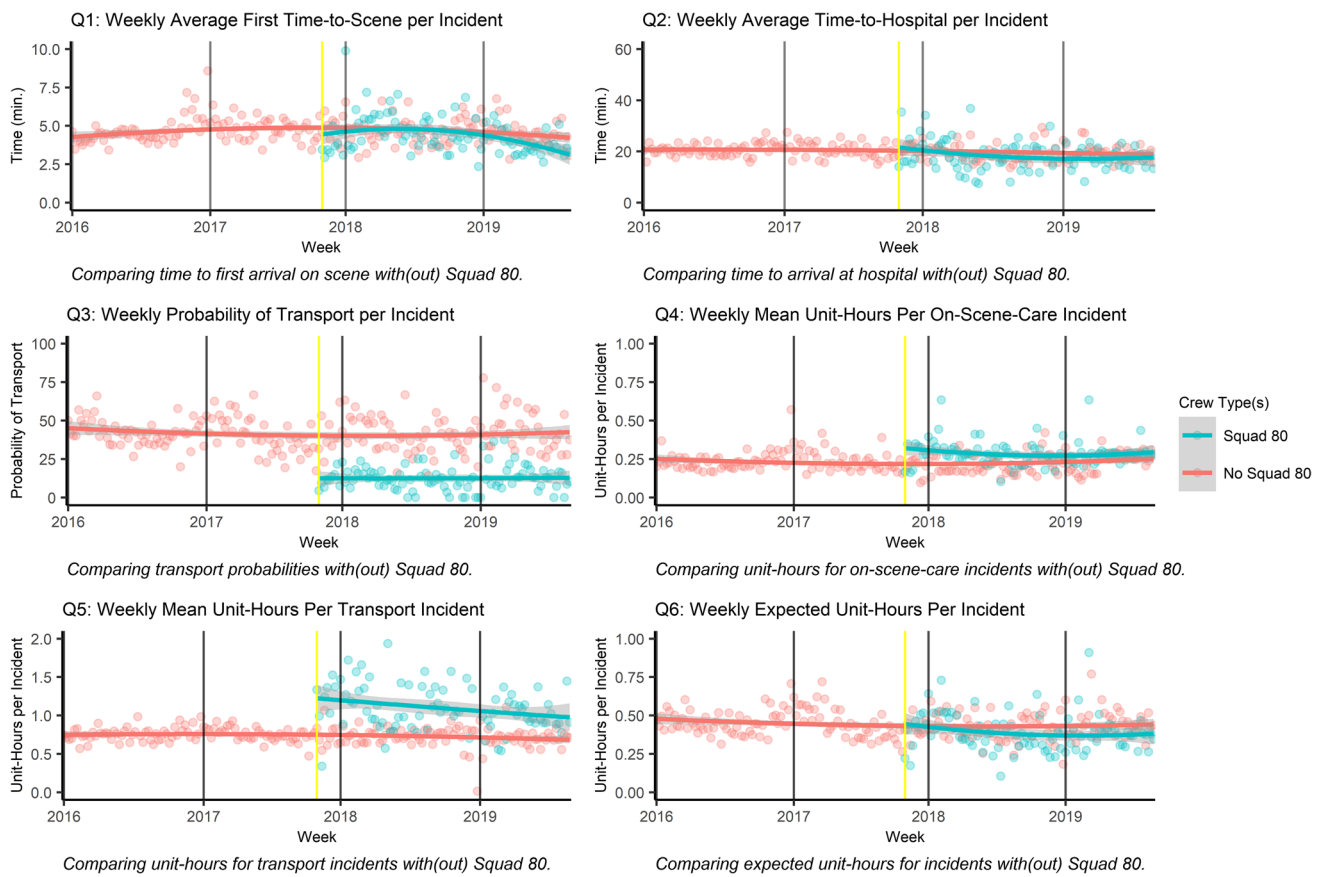 Q1: Weekly Average First Time-to-Scene per Incident
Time (min.)
10.0
7.5
5.0
2.5
0.0
2016 2017 2018 2019
Week
Comparing time to first arrival on scene with(out) Squad 80.
Q2: Weekly Average Time-to-Hospital per Incident
Time (min.)
60
40
20
0
2016 2017 2018 2019
Week
Comparing time to arrival at hospital with(out) Squad 80.
Q3: Weekly Probability of Transport per Incident
Probability of Transport
100
75
50
25
0
2016 2017 2018 2019
Week
Comparing transport probabilities with(out) Squad 80.
Q4: Weekly Mean Unit-Hours Per On-Scene-Care Incident
Unit-Hours per Incident
1.00
0.75
0.50
0.25
0.00
2016 2017 2018 2019
Week
Comparing unit-hours for on-scene-care incidents with(out) Squad 80.
Crew Type(s)
Squad 80
No Squad 80
Q5: Weekly Mean Unit-Hours Per Transport Incident
Unit-Hours per Incident
2.0
1.5
1.0
0.5
0.0
2016 2017 2018 2019
Week
Comparing unit-hours for transport incidents with(out) Squad 80.
Q6: Weekly Expected Unit-Hours Per Incident
Unit-Hours per Incident
1.00
0.75
0.50
0.25
0.00
2016 2017 2018 2019
Week
Comparing expected unit-hours for incidents with(out) Squad 80.